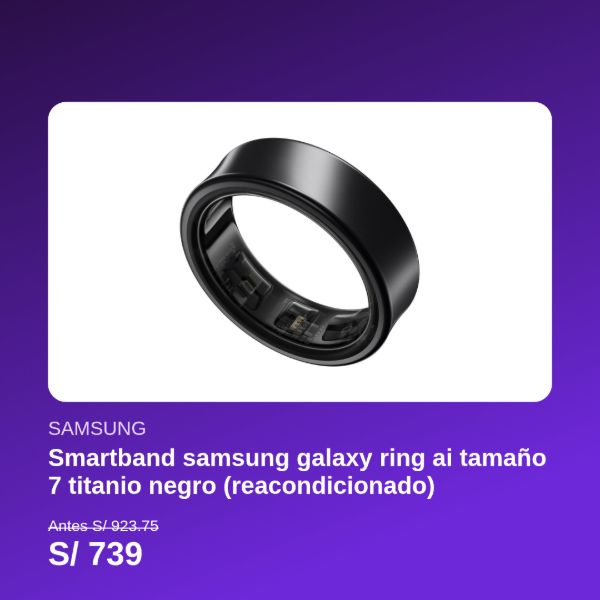 SAMSUNG
Smartband samsung galaxy ring ai tamaño
7 titanio negro (reacondicionado)
Antes S/ 923.75
S/ 739